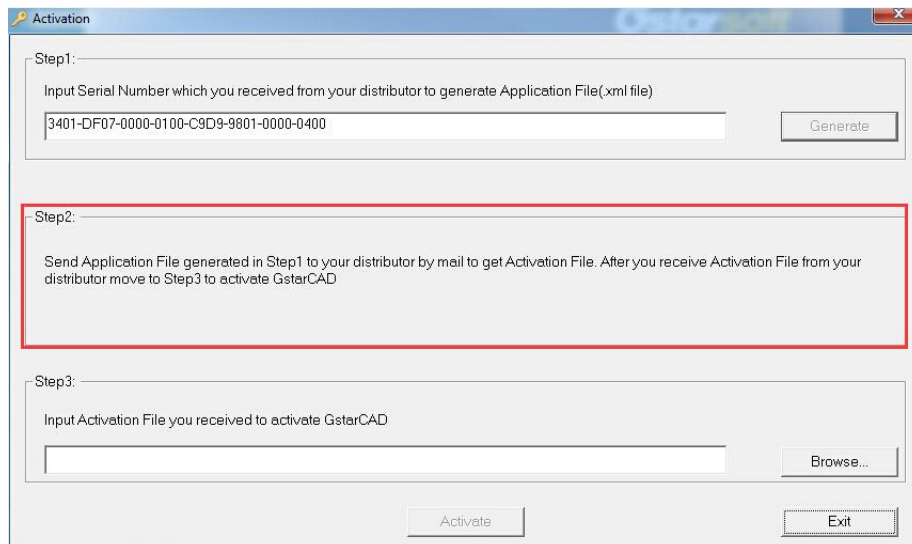 Activation
Step1:
Input Serial Number which you received from your distributor to generate Application File(.xml file)
3401-DF07-0000-0100-C9D9-9801-0000-0400
Generate
Step2:
Send Application File generated in Step1 to your distributor by mail to get Activation File. After you receive Activation File from your
distributor move to Step3 to activate GstarCAD
Step3:
Input Activation File you received to activate GstarCAD
Browse...
Activate
Exit